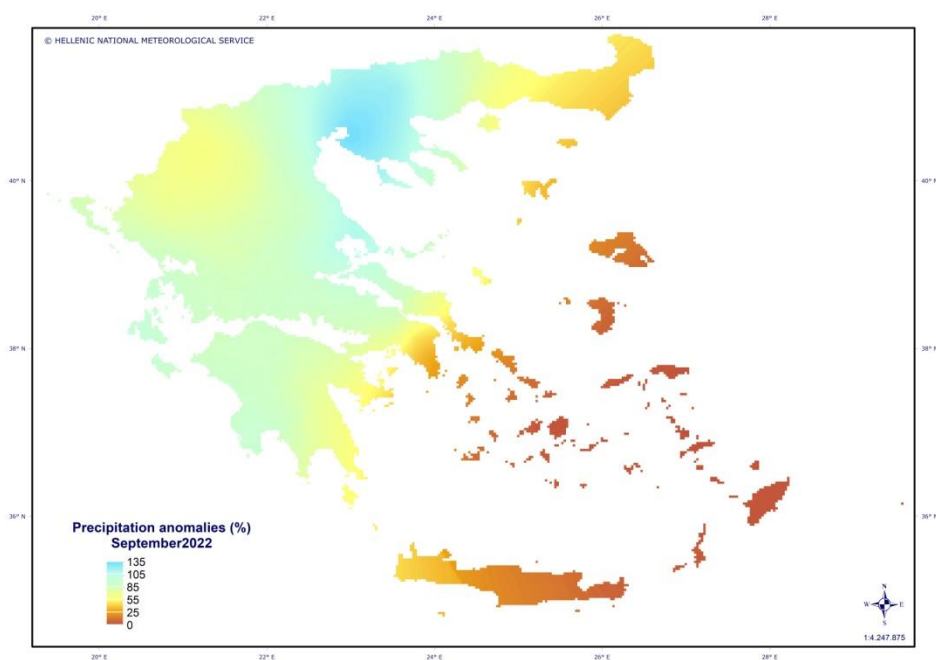 20° E 22° E 24° E 26° E 28° E
© HELLENIC NATIONAL METEOROLOGICAL SERVICE
40° N 40° N
38° N 38° N
36° N 36° N
Precipitation anomalies (%)
September2022
135
105
85
55
25
0
N
W E
S
1:4.247.875
20° E 22° E 24° E 26° E 28° E